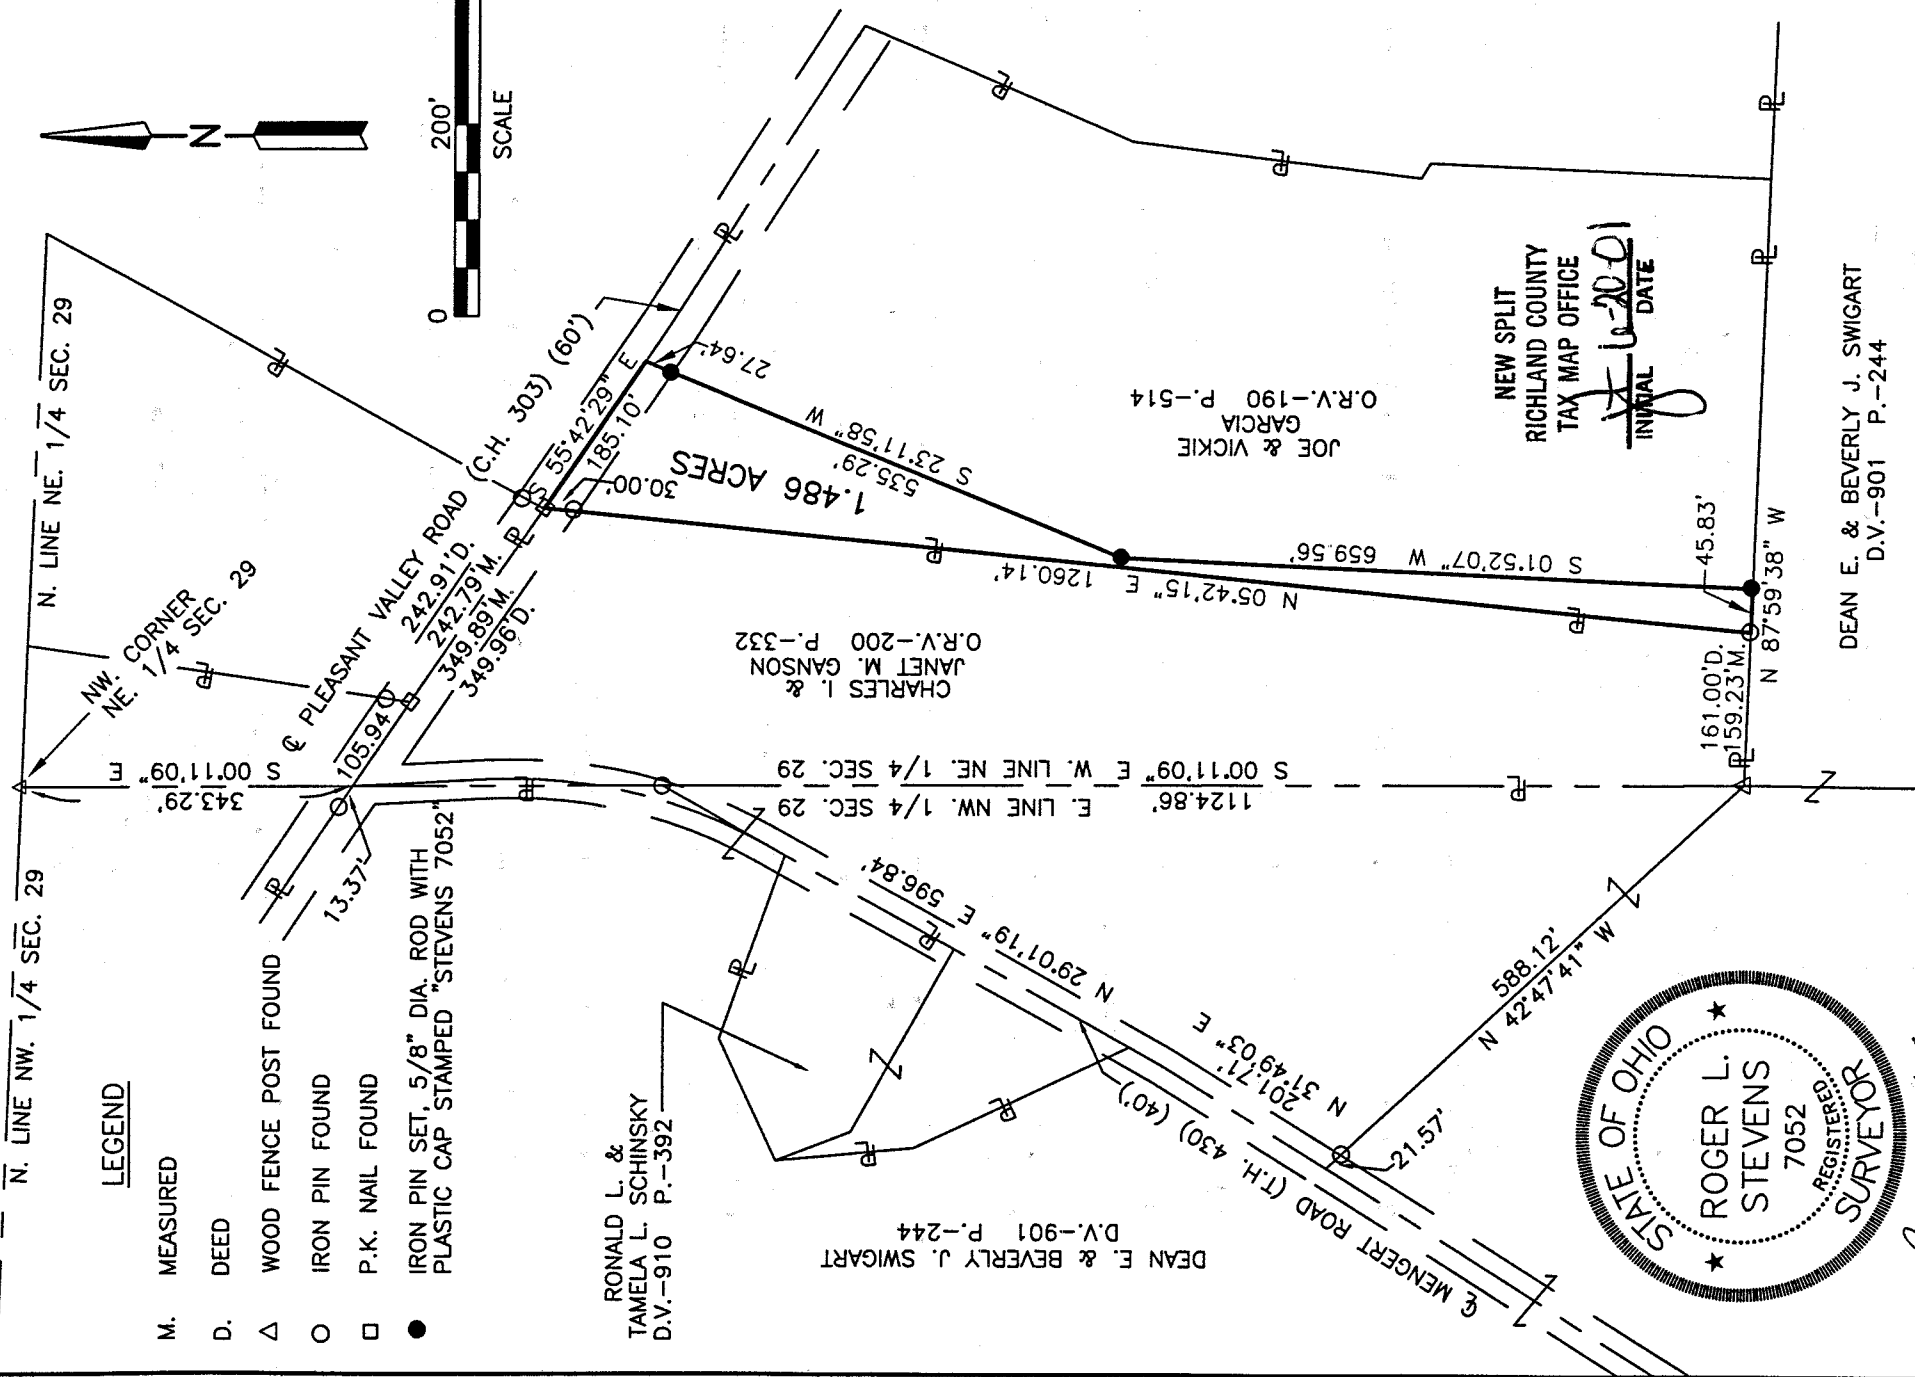 N. LINE NW. 1/4 SEC. 29
N. LINE NE. 1/4 SEC. 29
NW. CORNER
NE. 1/4 SEC. 29
N
0 200'
SCALE
LEGEND
M. MEASURED
D. DEED
WOOD FENCE POST FOUND
IRON PIN FOUND
P.K. NAIL FOUND
IRON PIN SET, 5/8" DIA. ROD WITH
PLASTIC CAP STAMPED "STEVENS 7052"
S 00°11'09" E
343.29'
℄ PLEASANT VALLEY ROAD (C.H. 303) (60')
105.94'
13.37'
242.91'D.
242.79'M.
349.89'M.
349.96'D.
S 55°42'29" E
185.10'
30.00'
27.64'
1.486 ACRES
S 23°11'58" W
535.29'
S 01°52'07" W 659.56'
N 05°42'15" E 1260.14'
45.83'
N 87°59'38" W
161.00'D.
159.23'M.
CHARLES I. &
JANET M. GANSON
O.R.V.-200 P.-332
JOE & VICKIE
GARCIA
O.R.V.-190 P.-514
S 00°11'09" E W. LINE NE. 1/4 SEC. 29
1124.86' E. LINE NW. 1/4 SEC. 29
N 29°01'19" E 596.84'
201.71'
N 31°49'03" E
588.12'
N 42°47'41" W
21.57'
℄ MENGERT ROAD (T.H. 430) (40')
RONALD L. &
TAMELA L. SCHINSKY
D.V.-910 P.-392
DEAN E. & BEVERLY J. SWIGART
D.V.-901 P.-244
DEAN E. & BEVERLY J. SWIGART
D.V.-901 P.-244
NEW SPLIT
RICHLAND COUNTY
TAX MAP OFFICE
6-20-01
INITIAL DATE
STATE OF OHIO
ROGER L.
STEVENS
7052
REGISTERED
SURVEYOR